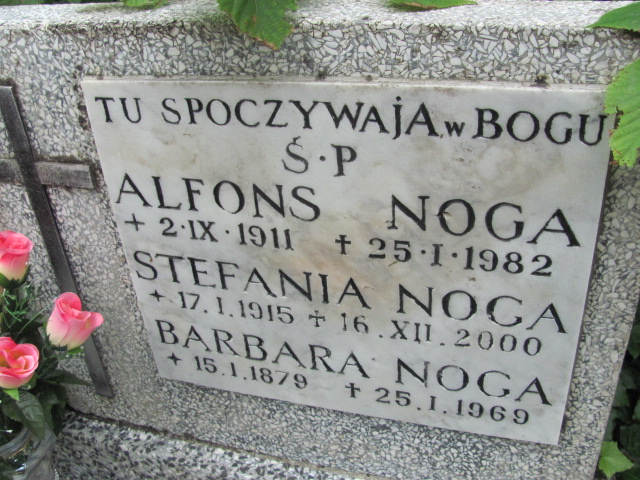 TU SPOCZYWAJĄ w BOGU
Ś·P
ALFONS NOGA
+ 2·IX·1911 † 25·I·1982
STEFANIA NOGA
+ 17.I.1915 † 16.XII.2000
BARBARA NOGA
+ 15.I.1879 † 25.I.1969